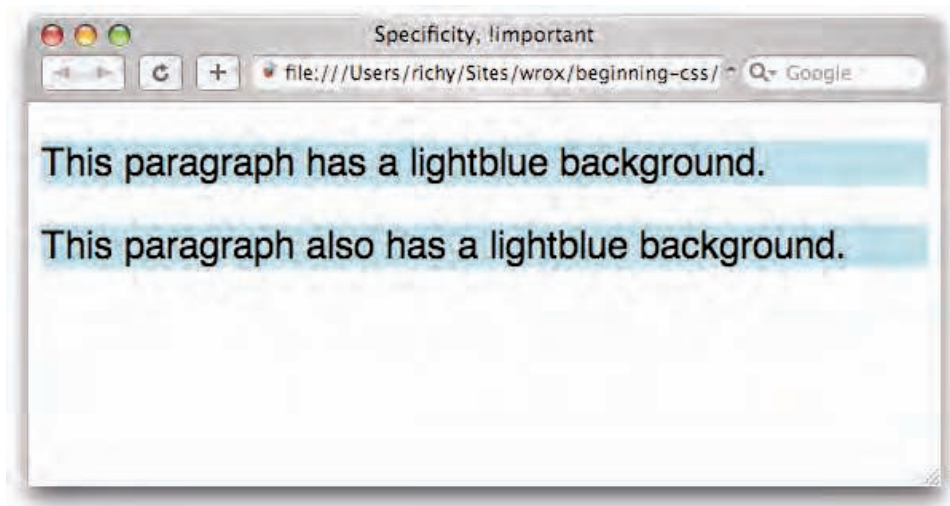 Specificity, !important
file:///Users/richy/Sites/wrox/beginning-css/
Google
This paragraph has a lightblue background.
This paragraph also has a lightblue background.